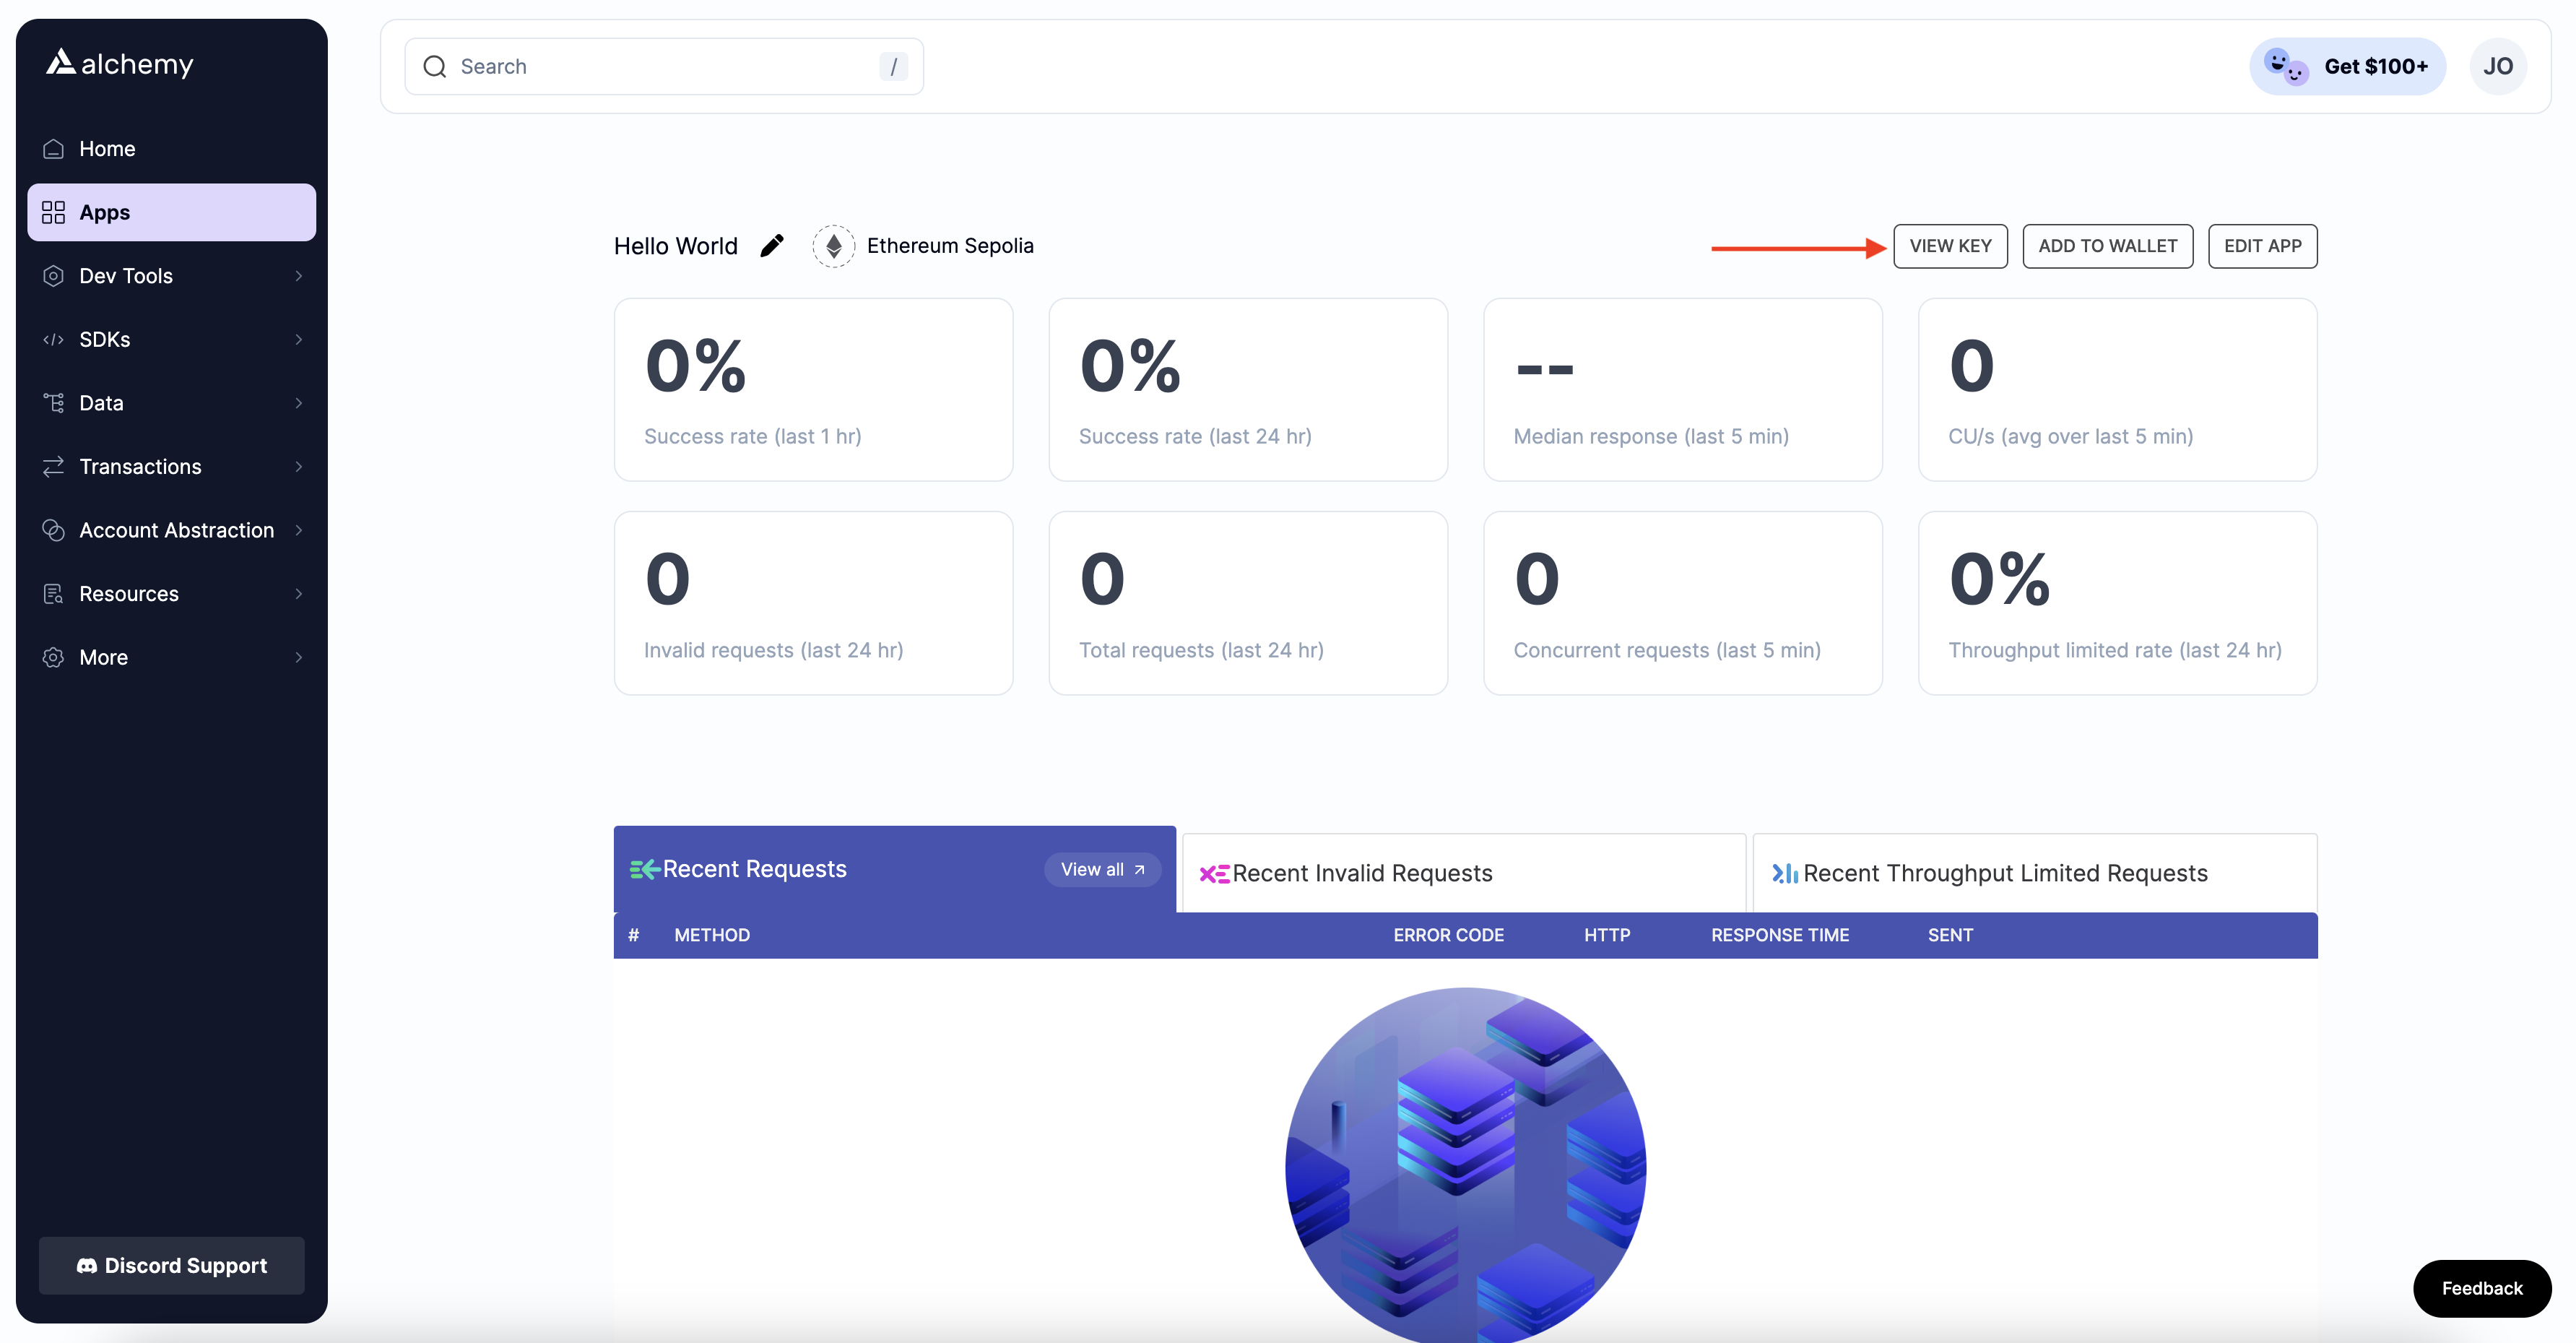 alchemy
Home
Apps
Dev Tools
SDKs
Data
Transactions
Account Abstraction
Resources
More
Discord Support
Search /
Get $100+
JO
Hello World
Ethereum Sepolia
VIEW KEY
ADD TO WALLET
EDIT APP
0%
Success rate (last 1 hr)
0%
Success rate (last 24 hr)
--
Median response (last 5 min)
0
CU/s (avg over last 5 min)
0
Invalid requests (last 24 hr)
0
Total requests (last 24 hr)
0
Concurrent requests (last 5 min)
0%
Throughput limited rate (last 24 hr)
Recent Requests
View all
Recent Invalid Requests
Recent Throughput Limited Requests
# METHOD ERROR CODE HTTP RESPONSE TIME SENT
Feedback